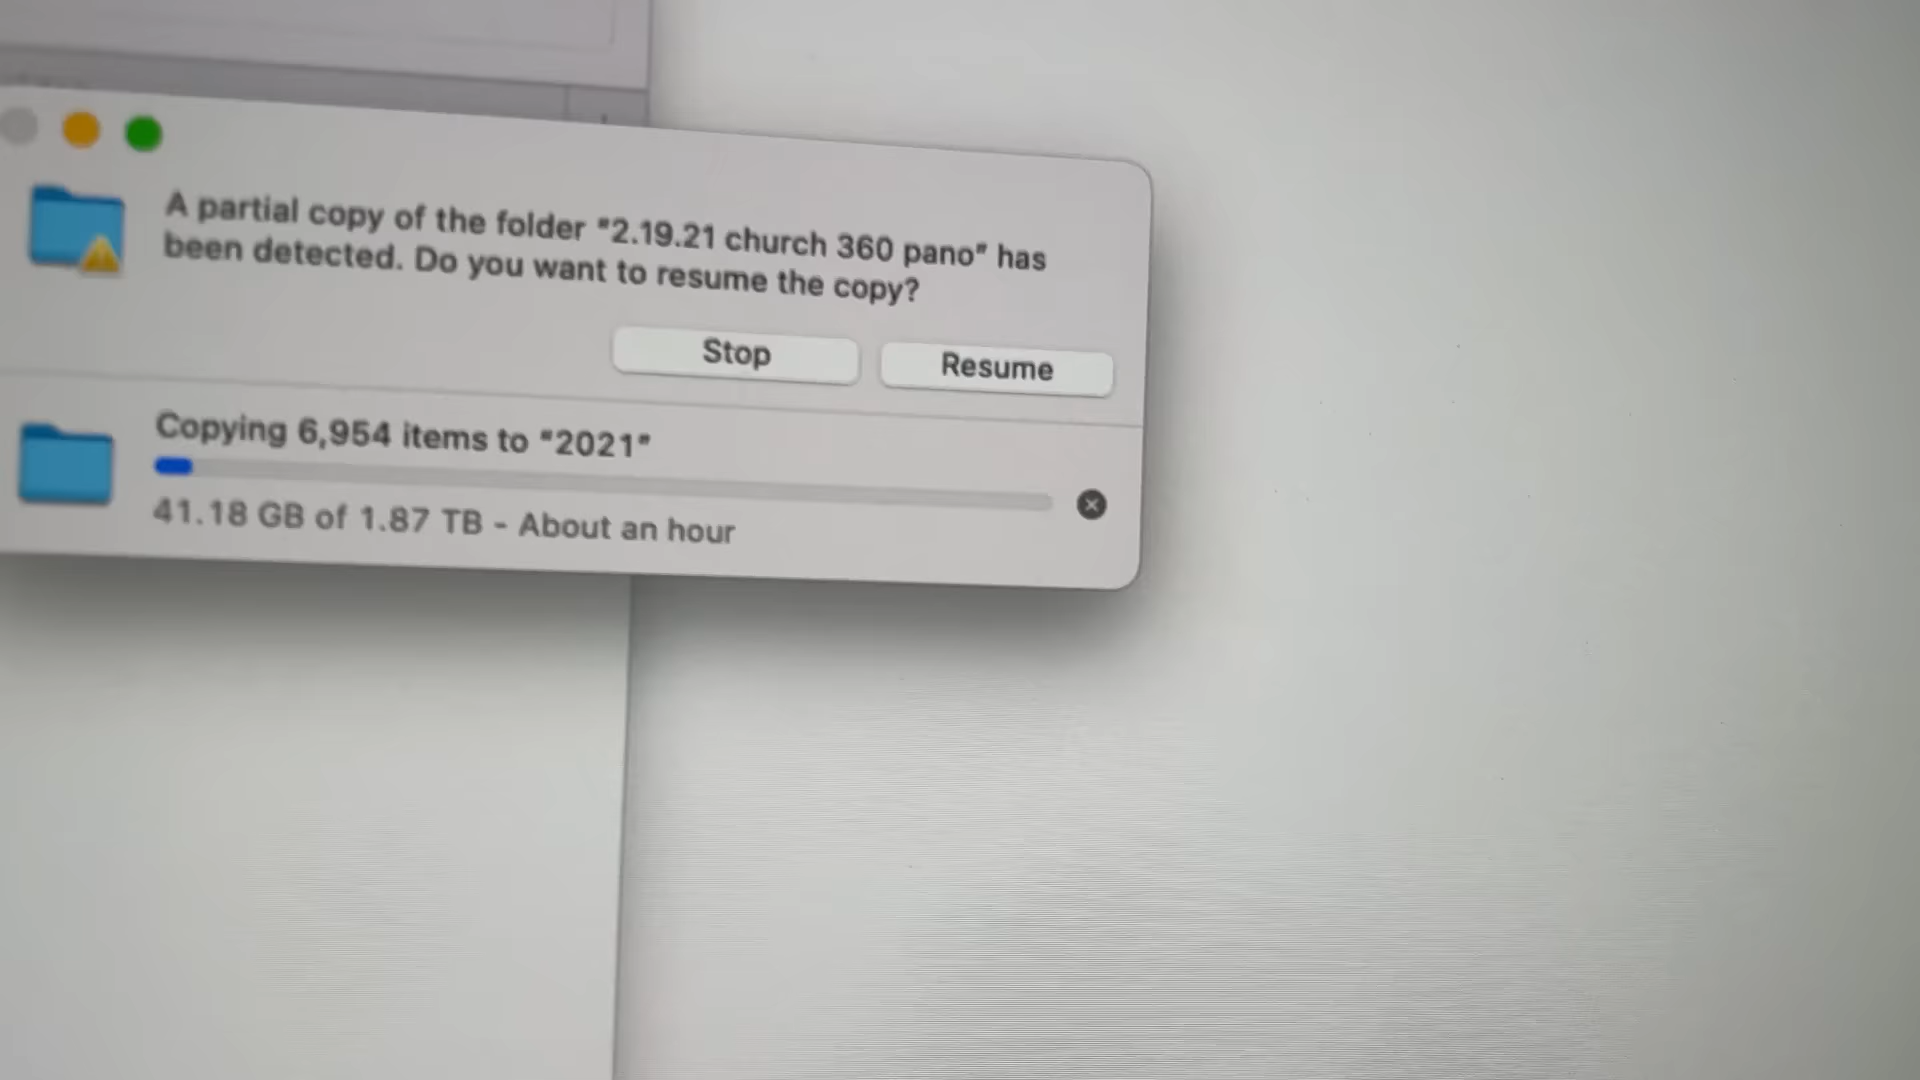 A partial copy of the folder "2.19.21 church 360 pano" has
been detected. Do you want to resume the copy?
Stop
Resume
Copying 6,954 items to "2021"
41.18 GB of 1.87 TB - About an hour